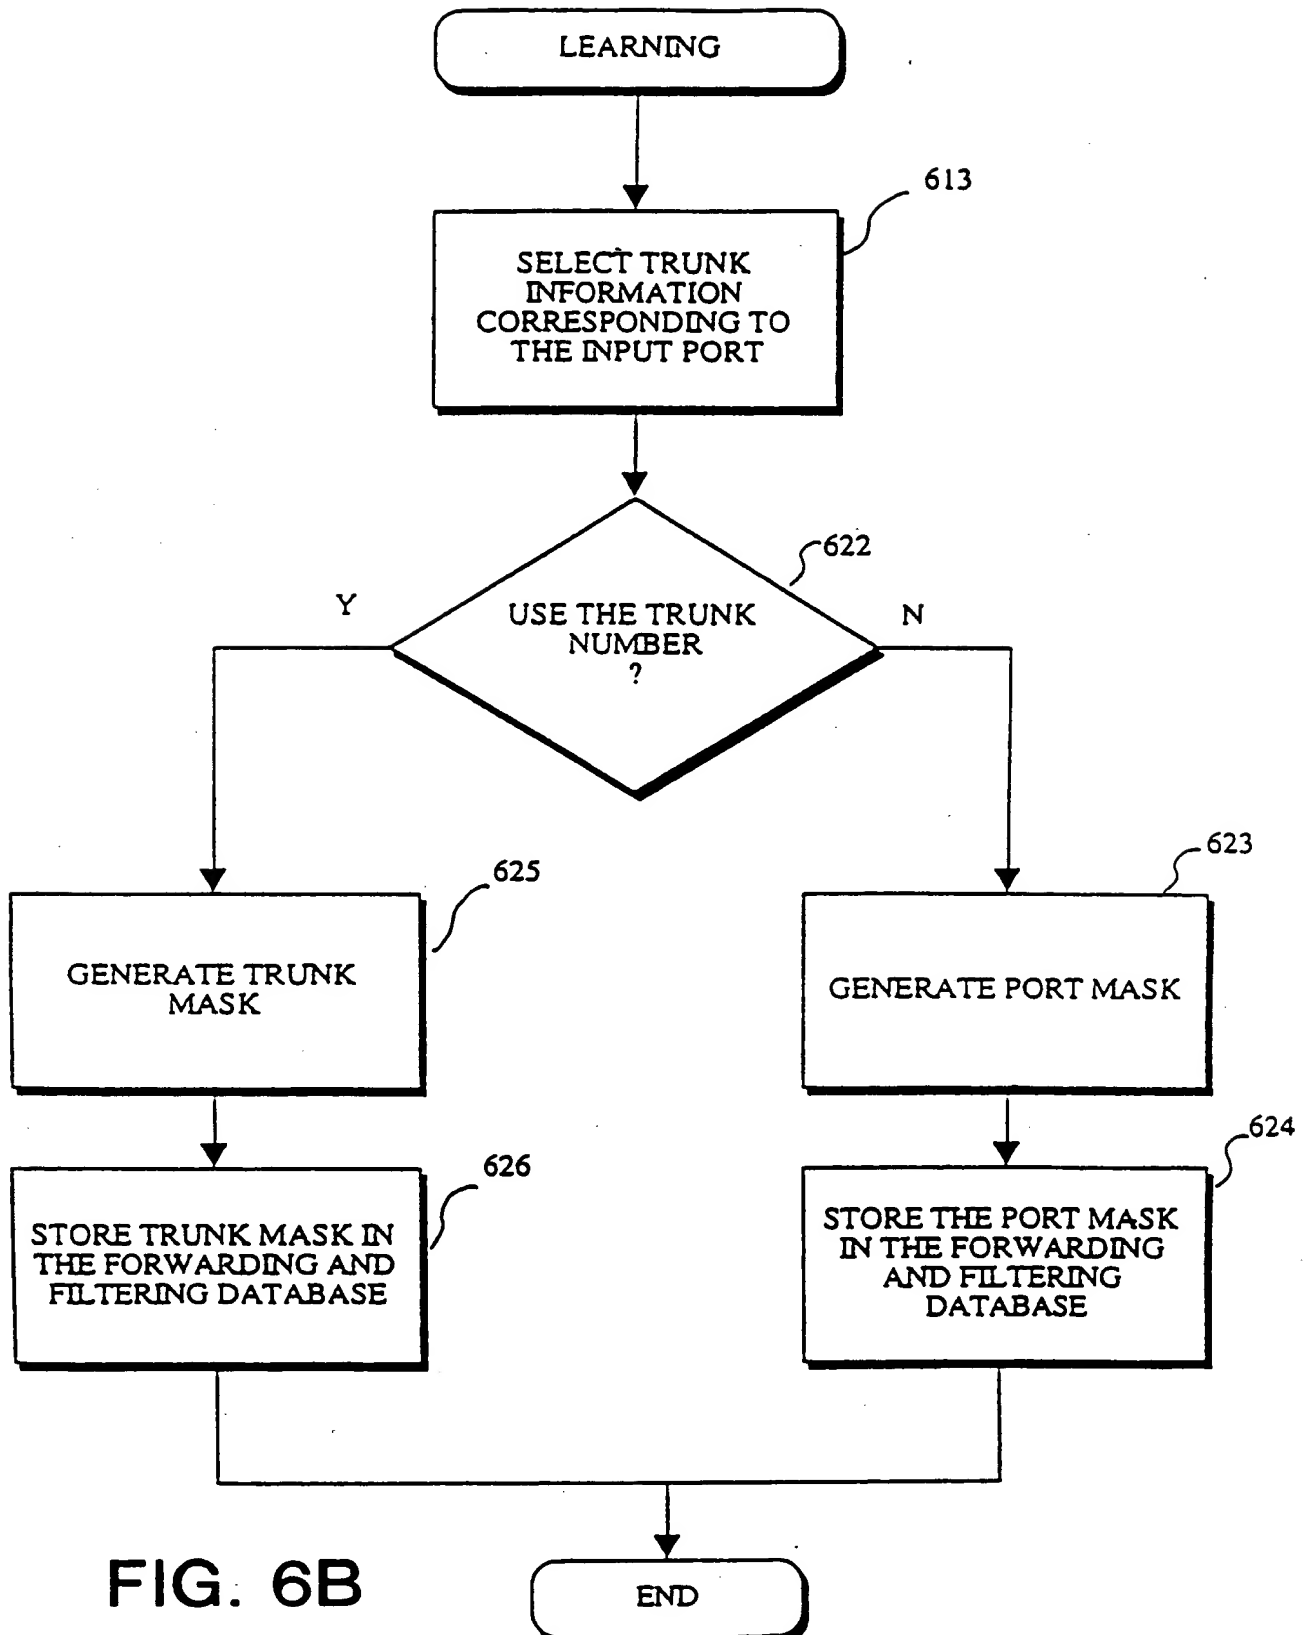 LEARNING
613
SELECT TRUNK
INFORMATION
CORRESPONDING TO
THE INPUT PORT
622
Y
USE THE TRUNK
NUMBER
?
N
625
GENERATE TRUNK
MASK
623
GENERATE PORT MASK
626
STORE TRUNK MASK IN
THE FORWARDING AND
FILTERING DATABASE
624
STORE THE PORT MASK
IN THE FORWARDING
AND FILTERING
DATABASE
FIG. 6B
END